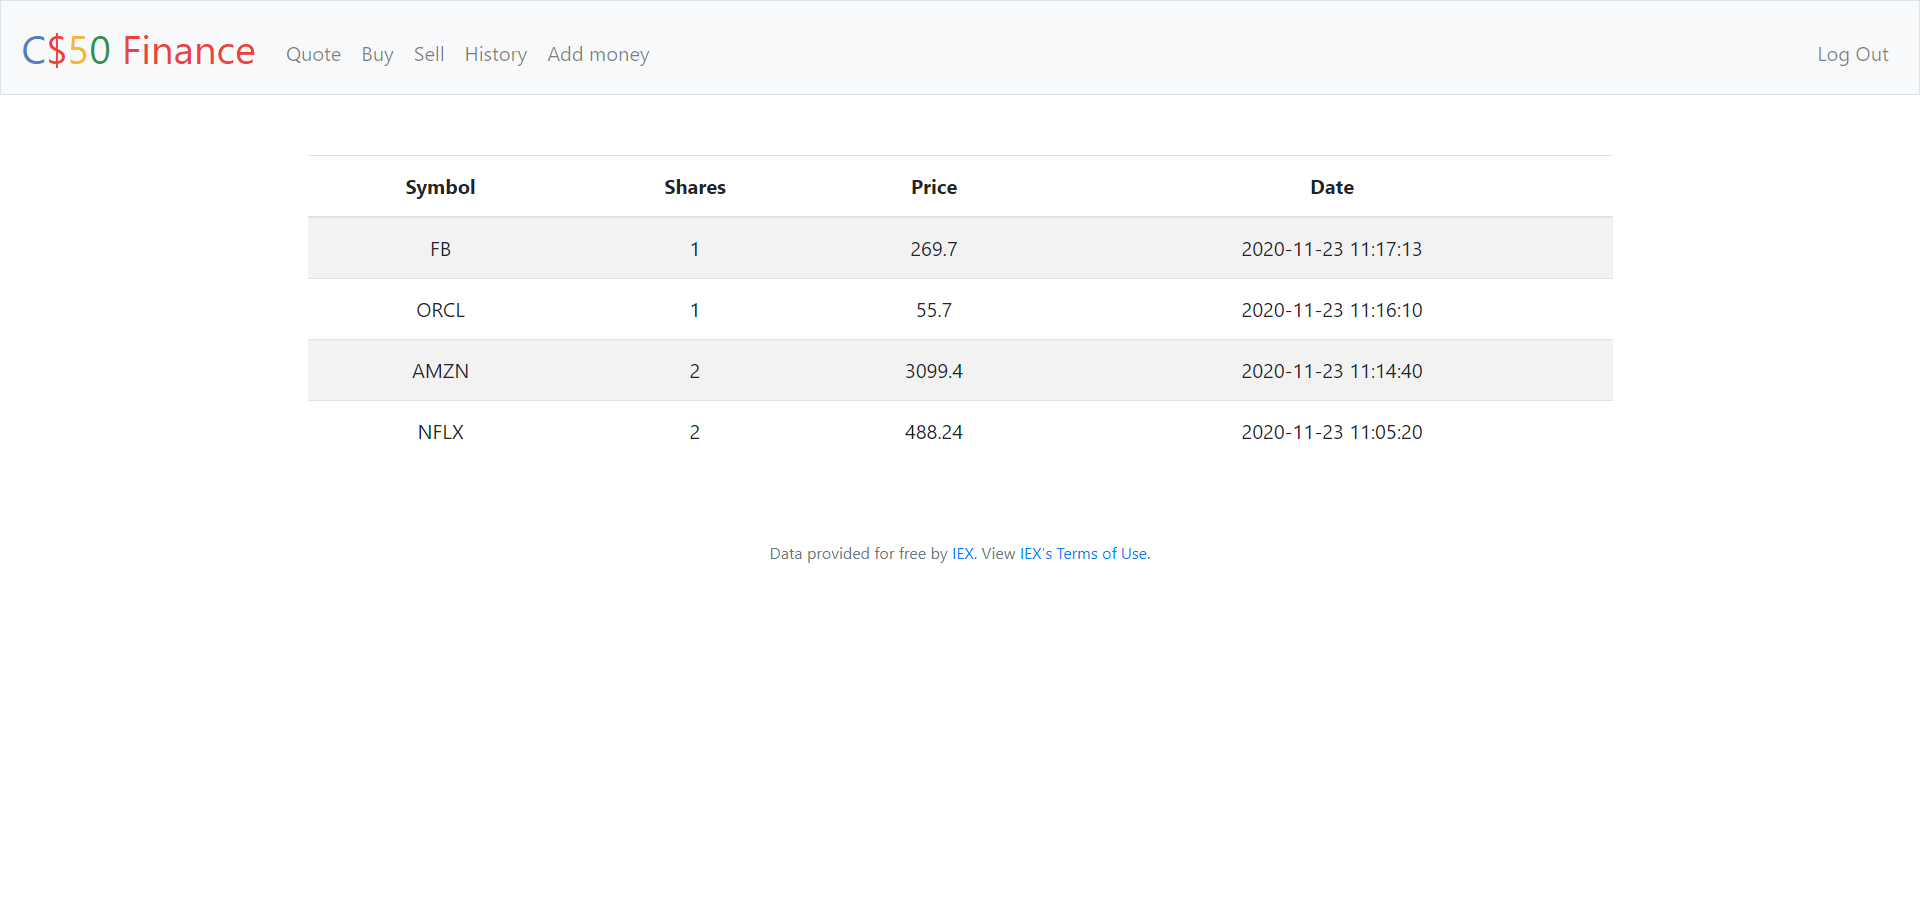 C$50 Finance Quote Buy Sell History Add money Log Out
Symbol Shares Price Date
FB 1 269.7 2020-11-23 11:17:13
ORCL 1 55.7 2020-11-23 11:16:10
AMZN 2 3099.4 2020-11-23 11:14:40
NFLX 2 488.24 2020-11-23 11:05:20
Data provided for free by IEX. View IEX's Terms of Use.